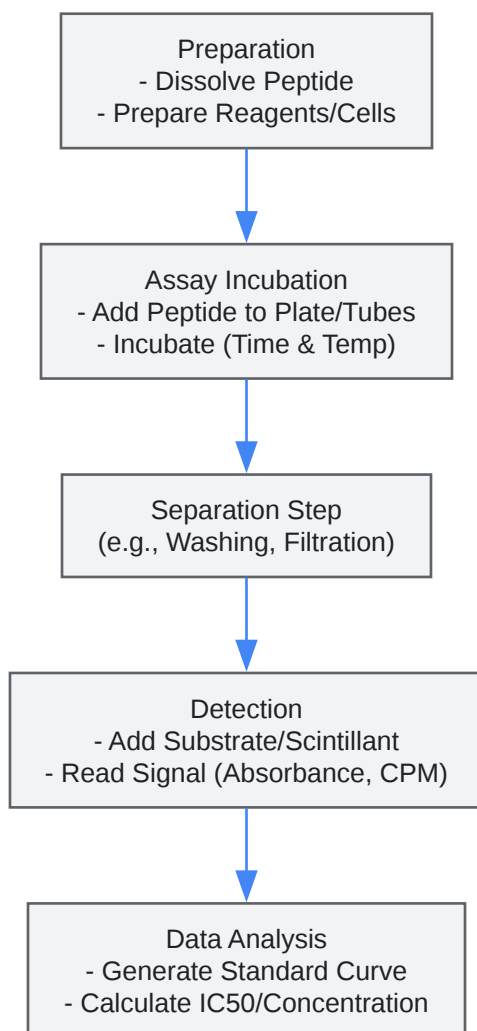 Preparation
- Dissolve Peptide
- Prepare Reagents/Cells
Assay Incubation
- Add Peptide to Plate/Tubes
- Incubate (Time & Temp)
Separation Step
(e.g., Washing, Filtration)
Detection
- Add Substrate/Scintillant
- Read Signal (Absorbance, CPM)
Data Analysis
- Generate Standard Curve
- Calculate IC50/Concentration